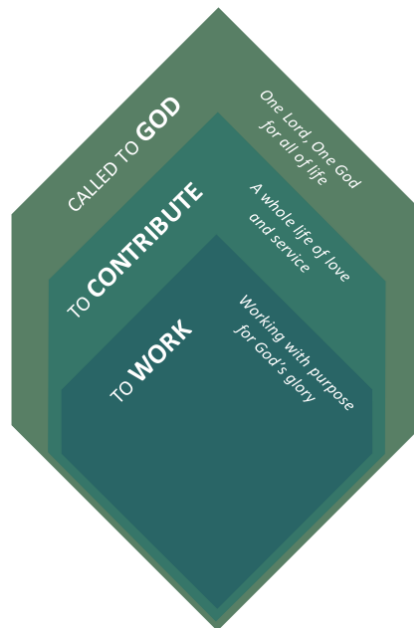 CALLED TO GOD
One Lord, One God
for all of life
TO CONTRIBUTE
A whole life of love
and service
TO WORK
Working with purpose
for God's glory